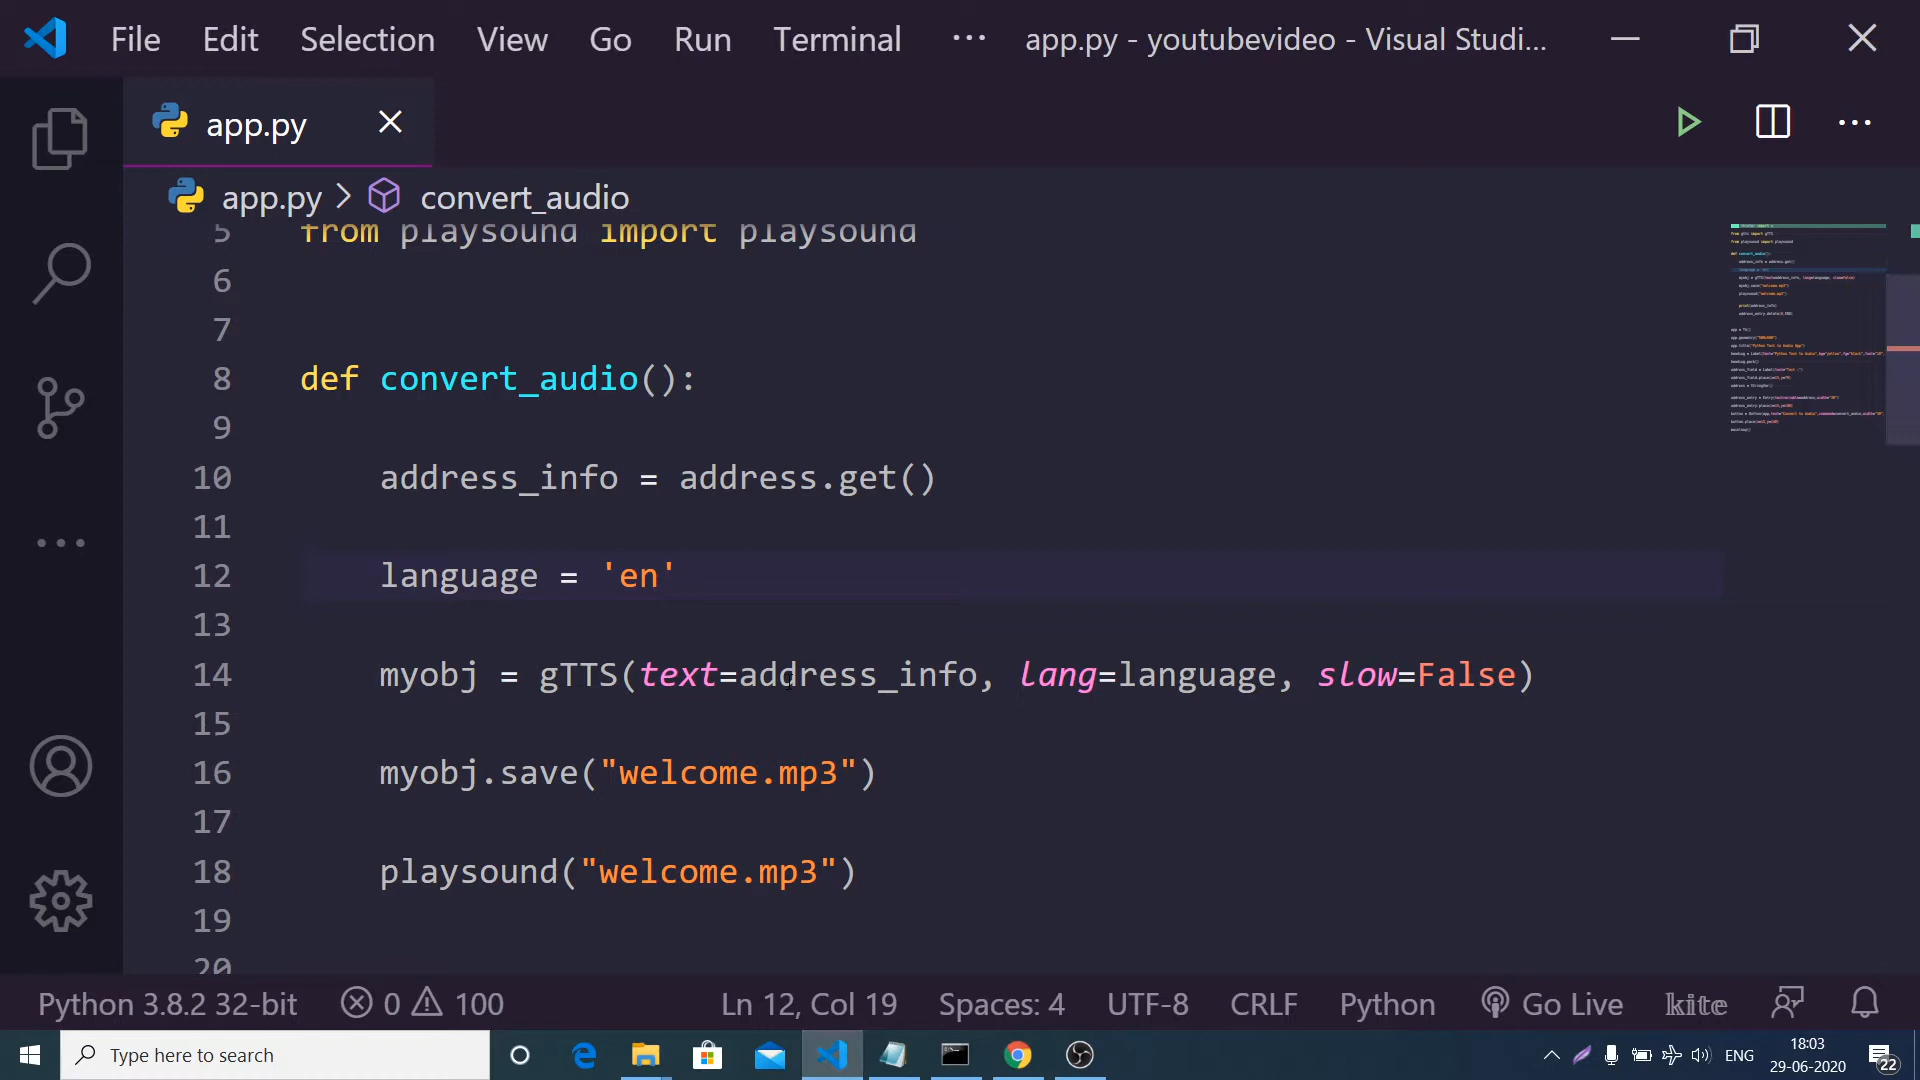 File Edit Selection View Go Run Terminal ··· app.py - youtubevideo - Visual Studi...
app.py
app.py > convert_audio
5 from playsound import playsound
6
7
8 def convert_audio():
9
10 address_info = address.get()
11
12 language = 'en'
13
14 myobj = gTTS(text=address_info, lang=language, slow=False)
15
16 myobj.save("welcome.mp3")
17
18 playsound("welcome.mp3")
19
20
Python 3.8.2 32-bit 0 100 Ln 12, Col 19 Spaces: 4 UTF-8 CRLF Python Go Live kite
Type here to search ENG 18:03
29-06-2020 22